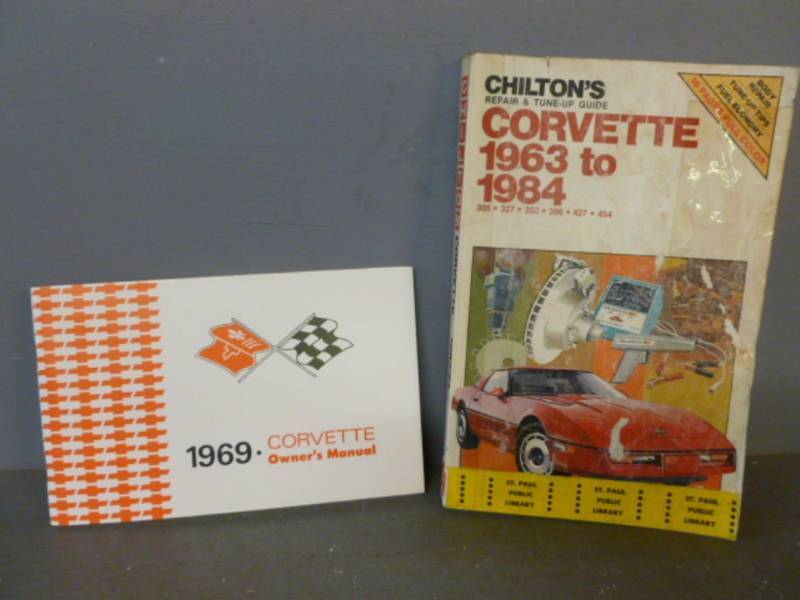 1969 · CORVETTE
Owner's Manual
CHILTON'S
REPAIR & TUNE-UP GUIDE
CORVETTE
1963 to
1984
305 • 327 • 350 • 396 • 427 • 454
BODY
REPAIR
TUNE-UP TIPS
FUEL ECONOMY
16 PAGES FULL COLOR
ST. PAUL
PUBLIC
LIBRARY
ST. PAUL
PUBLIC
LIBRARY
ST. PAUL
PUBLIC
LIBRARY